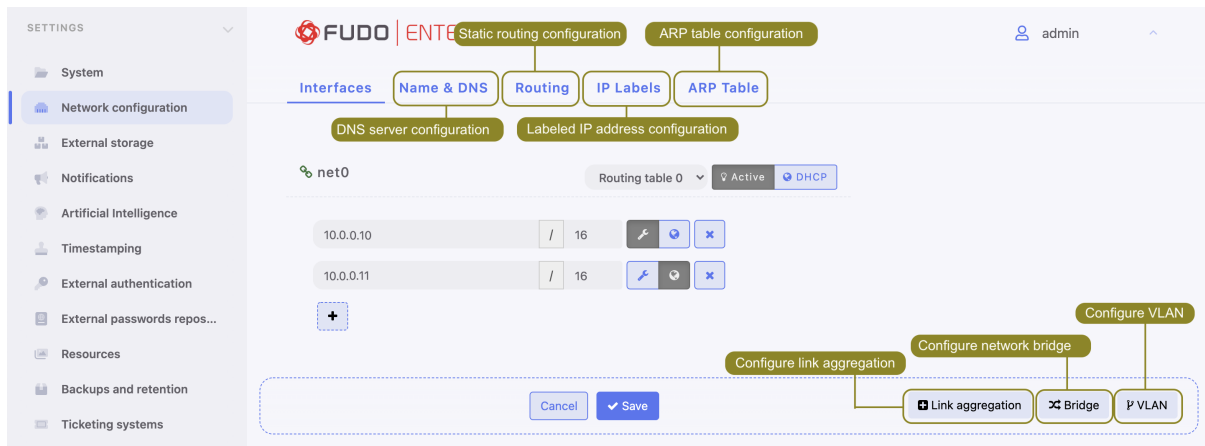 SETTINGS
System
Network configuration
External storage
Notifications
Artificial Intelligence
Timestamping
External authentication
External passwords repos...
Resources
Backups and retention
Ticketing systems
FUDO ENTE
Static routing configuration
ARP table configuration
admin
Interfaces
Name & DNS
Routing
IP Labels
ARP Table
DNS server configuration
Labeled IP address configuration
net0
Routing table 0
Active
DHCP
10.0.0.10 / 16
10.0.0.11 / 16
Configure VLAN
Configure network bridge
Configure link aggregation
Cancel
Save
Link aggregation
Bridge
VLAN